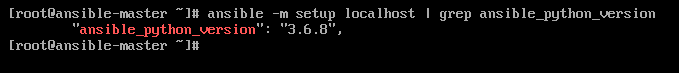 [root@ansible-master ~]# ansible -m setup localhost | grep ansible_python_version
        "ansible_python_version": "3.6.8",
[root@ansible-master ~]#